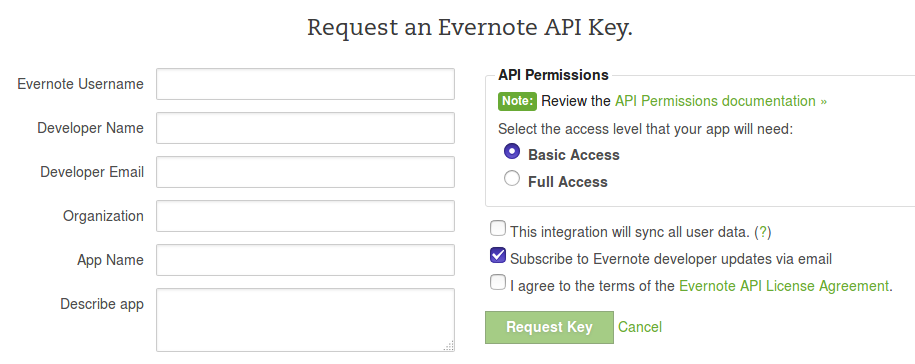 Request an Evernote API Key.
Evernote Username
Developer Name
Developer Email
Organization
App Name
Describe app
API Permissions
Note: Review the API Permissions documentation »
Select the access level that your app will need:
Basic Access
Full Access
This integration will sync all user data. (?)
Subscribe to Evernote developer updates via email
I agree to the terms of the Evernote API License Agreement.
Request Key Cancel